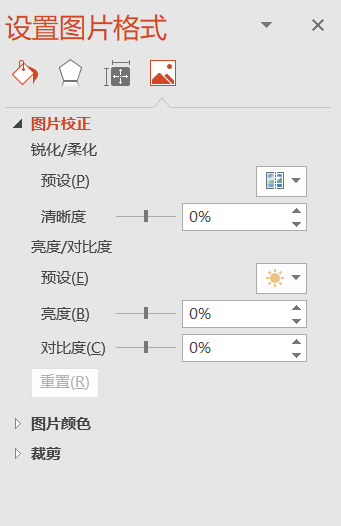 设置图片格式
图片校正
锐化/柔化
预设(P)
清晰度 0%
亮度/对比度
预设(E)
亮度(B) 0%
对比度(C) 0%
重置(R)
图片颜色
裁剪